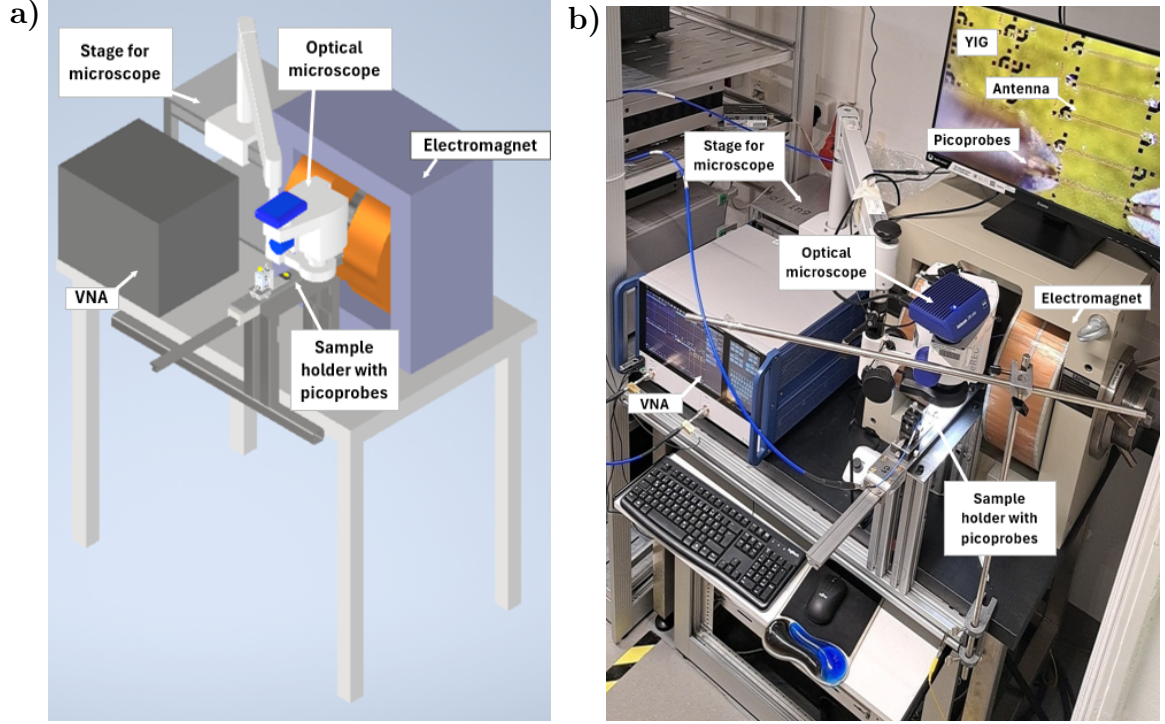 a)
Stage for
microscope
Optical
microscope
Electromagnet
VNA
Sample
holder with
picoprobes
b)
YIG
Antenna
Picoprobes
Stage for
microscope
Optical
microscope
Electromagnet
VNA
Sample
holder with
picoprobes